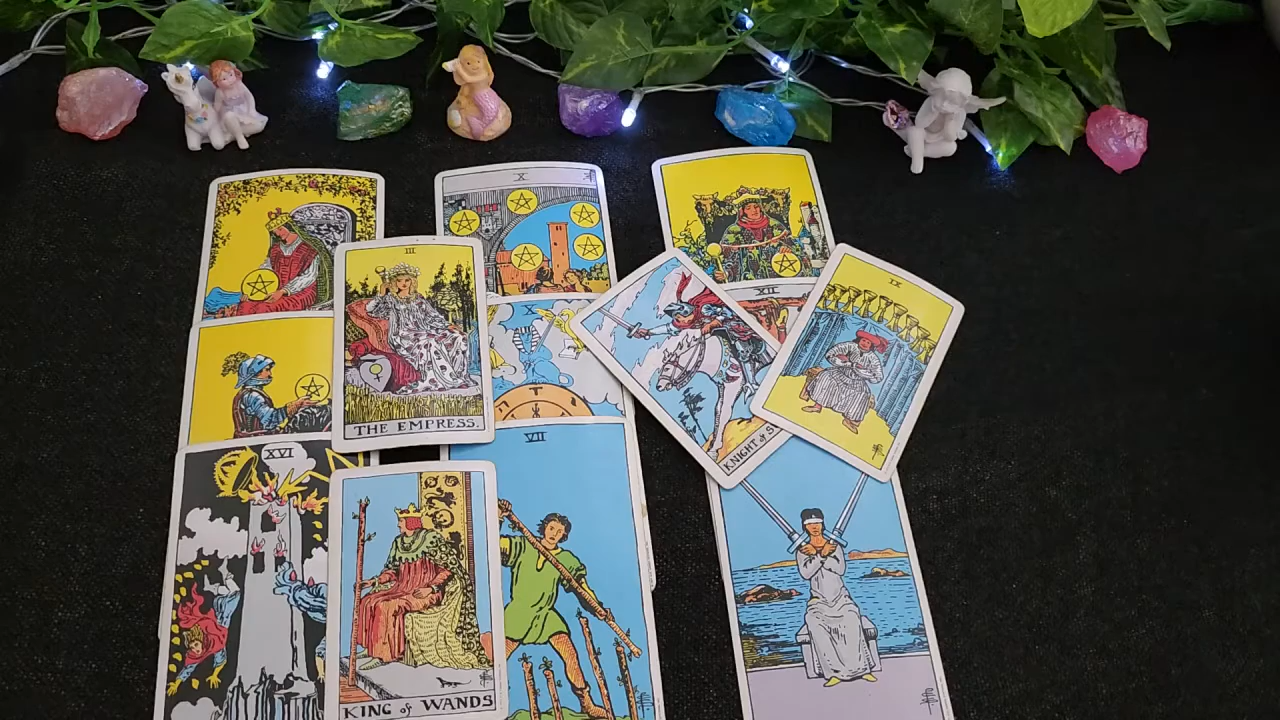 X
III
IX
XII
X
THE EMPRESS.
XVI
VII
KNIGHT of S
KING of WANDS